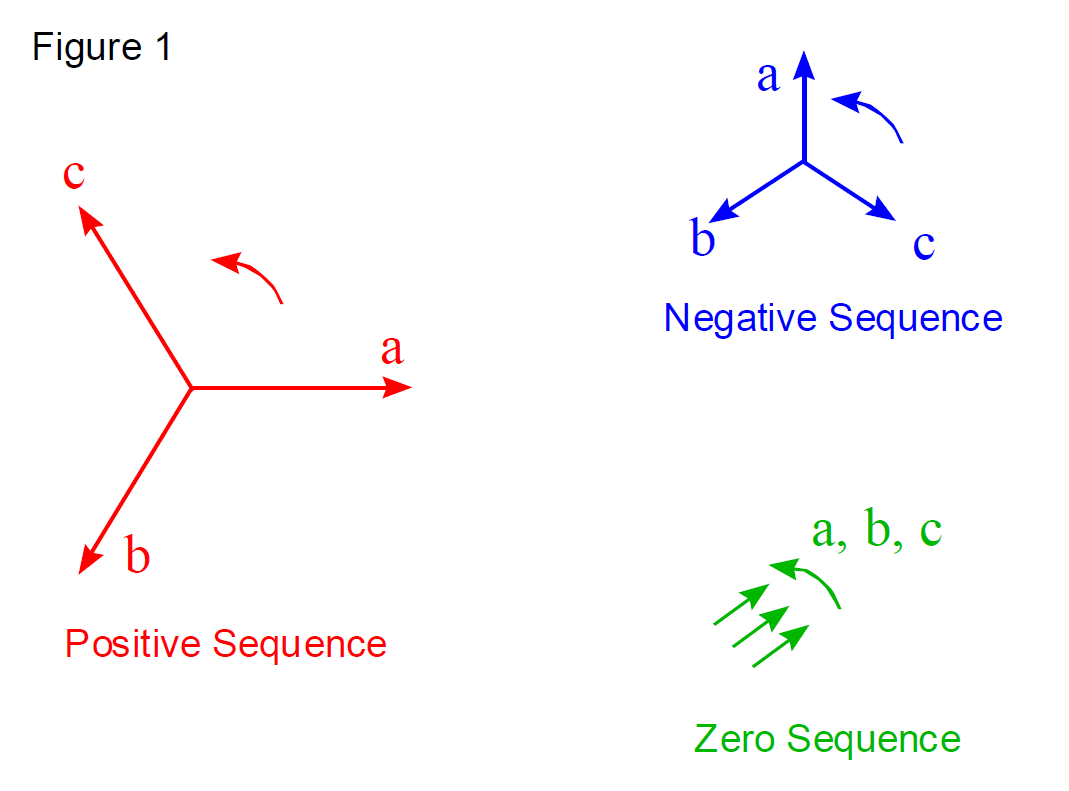 Figure 1
c
a
b
Positive Sequence
a
b
c
Negative Sequence
a, b, c
Zero Sequence